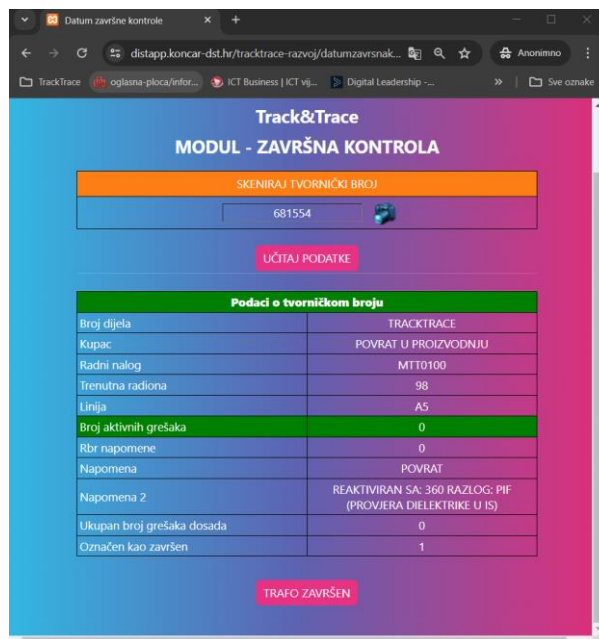 Datum završne kontrole
distapp.koncar-dst.hr/tracktrace-razvoj/datumzavrsnak...
Anonimno
TrackTrace
oglasna-ploca/infor...
ICT Business | ICT vij...
Digital Leadership -...
»
Sve oznake
Track&Trace
MODUL - ZAVRŠNA KONTROLA
SKENIRAJ TVORNIČKI BROJ
681554
UČITAJ PODATKE
Podaci o tvorničkom broju
Broj dijela TRACKTRACE
Kupac POVRAT U PROIZVODNJU
Radni nalog MTT0100
Trenutna radiona 98
Linija A5
Broj aktivnih grešaka 0
Rbr napomene 0
Napomena POVRAT
Napomena 2 REAKTIVIRAN SA: 360 RAZLOG: PIF
(PROVJERA DIELEKTRIKE U IS)
Ukupan broj grešaka dosada 0
Označen kao završen 1
TRAFO ZAVRŠEN